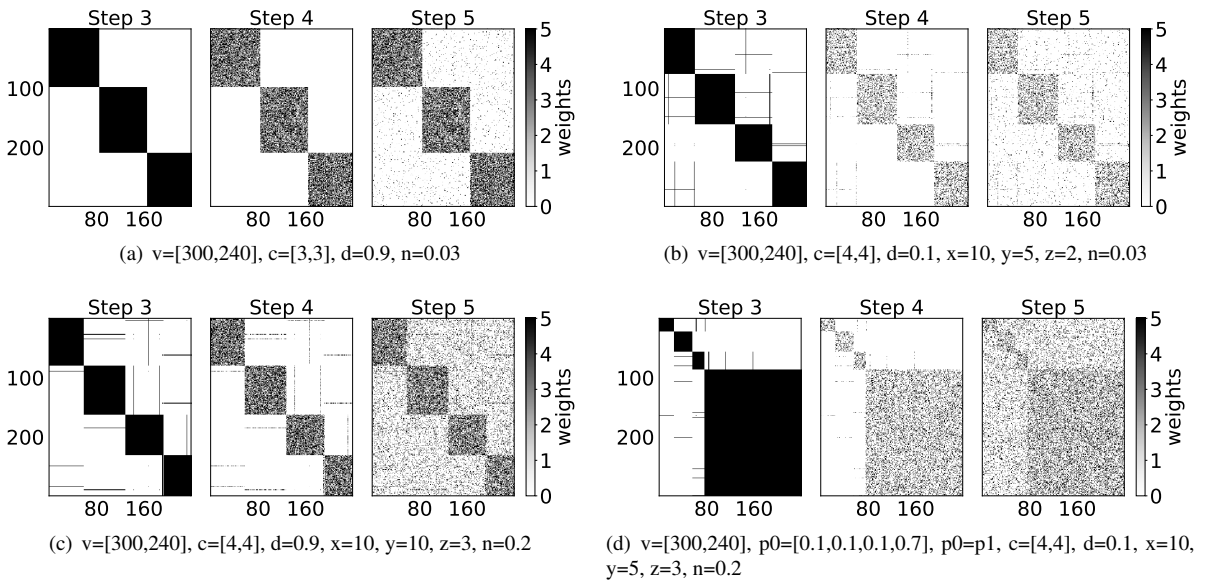 Step 3 Step 4 Step 5
5
4
3
2
1
0
weights
100
200
80 160 80 160 80 160
(a) v=[300,240], c=[3,3], d=0.9, n=0.03
Step 3 Step 4 Step 5
5
4
3
2
1
0
weights
100
200
80 160 80 160 80 160
(b) v=[300,240], c=[4,4], d=0.1, x=10, y=5, z=2, n=0.03
Step 3 Step 4 Step 5
5
4
3
2
1
0
weights
100
200
80 160 80 160 80 160
(c) v=[300,240], c=[4,4], d=0.9, x=10, y=10, z=3, n=0.2
Step 3 Step 4 Step 5
5
4
3
2
1
0
weights
100
200
80 160 80 160 80 160
(d) v=[300,240], p0=[0.1,0.1,0.1,0.7], p0=p1, c=[4,4], d=0.1, x=10,
y=5, z=3, n=0.2